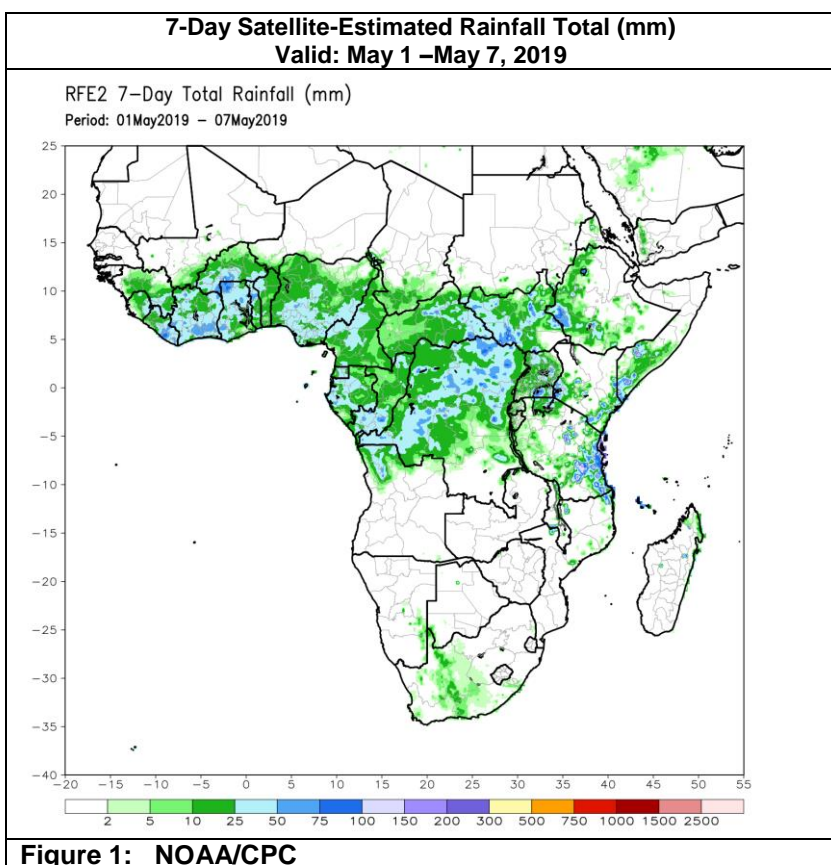 7-Day Satellite-Estimated Rainfall Total (mm)
Valid: May 1 –May 7, 2019
RFE2 7-Day Total Rainfall (mm)
Period: 01May2019 - 07May2019
25
20
15
10
5
0
-5
-10
-15
-20
-25
-30
-35
-40
-20 -15 -10 -5 0 5 10 15 20 25 30 35 40 45 50 55
2 5 10 25 50 75 100 150 200 300 500 750 1000 1500 2500
Figure 1: NOAA/CPC